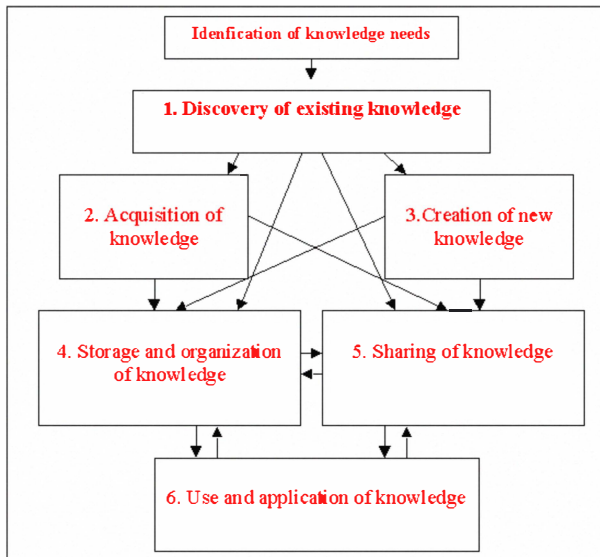 Idenfication of knowledge needs
1. Discovery of existing knowledge
2. Acquisition of
knowledge
3.Creation of new
knowledge
4. Storage and organization
of knowledge
5. Sharing of knowledge
6. Use and application of knowledge